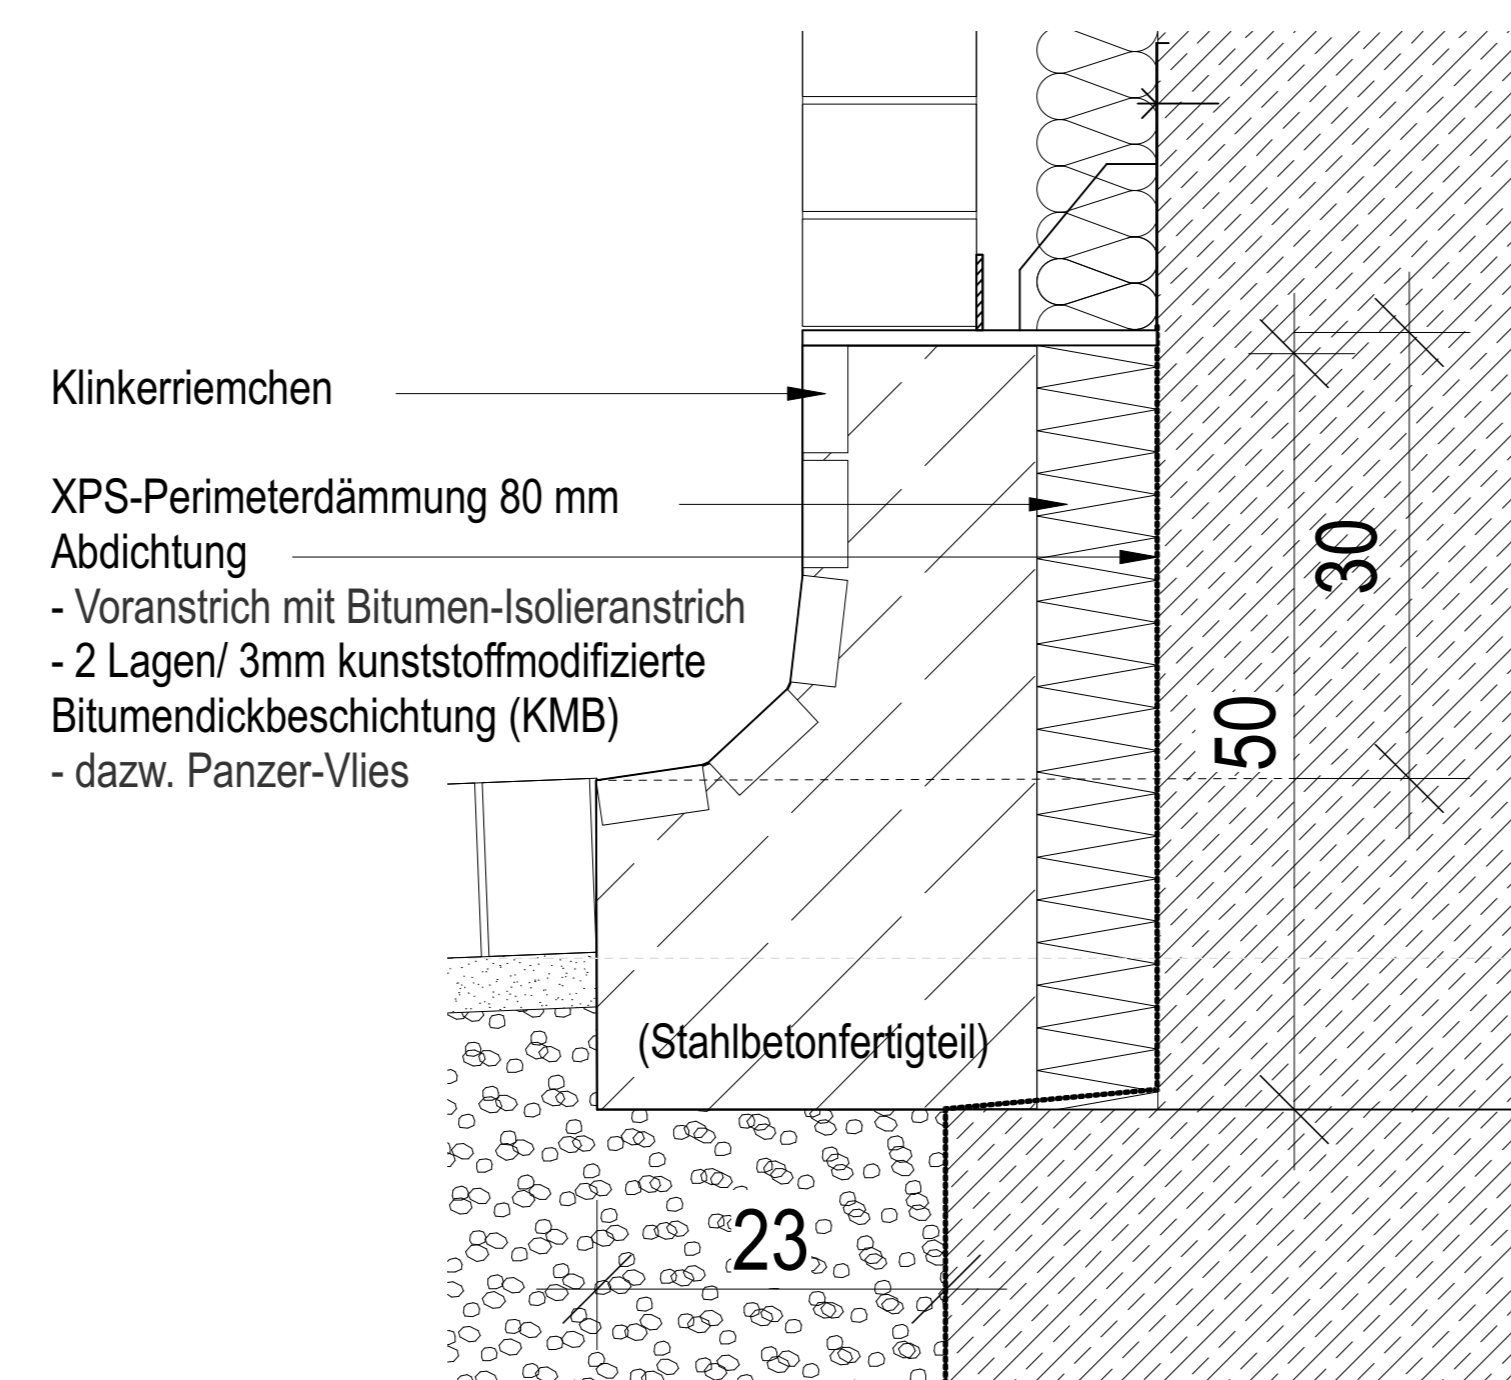 Klinkerriemchen
XPS-Perimeterdämmung 80 mm
Abdichtung
- Voranstrich mit Bitumen-Isolieranstrich
- 2 Lagen/ 3mm kunststoffmodifizierte
Bitumendickbeschichtung (KMB)
- dazw. Panzer-Vlies
30
50
(Stahlbetonfertigteil)
23